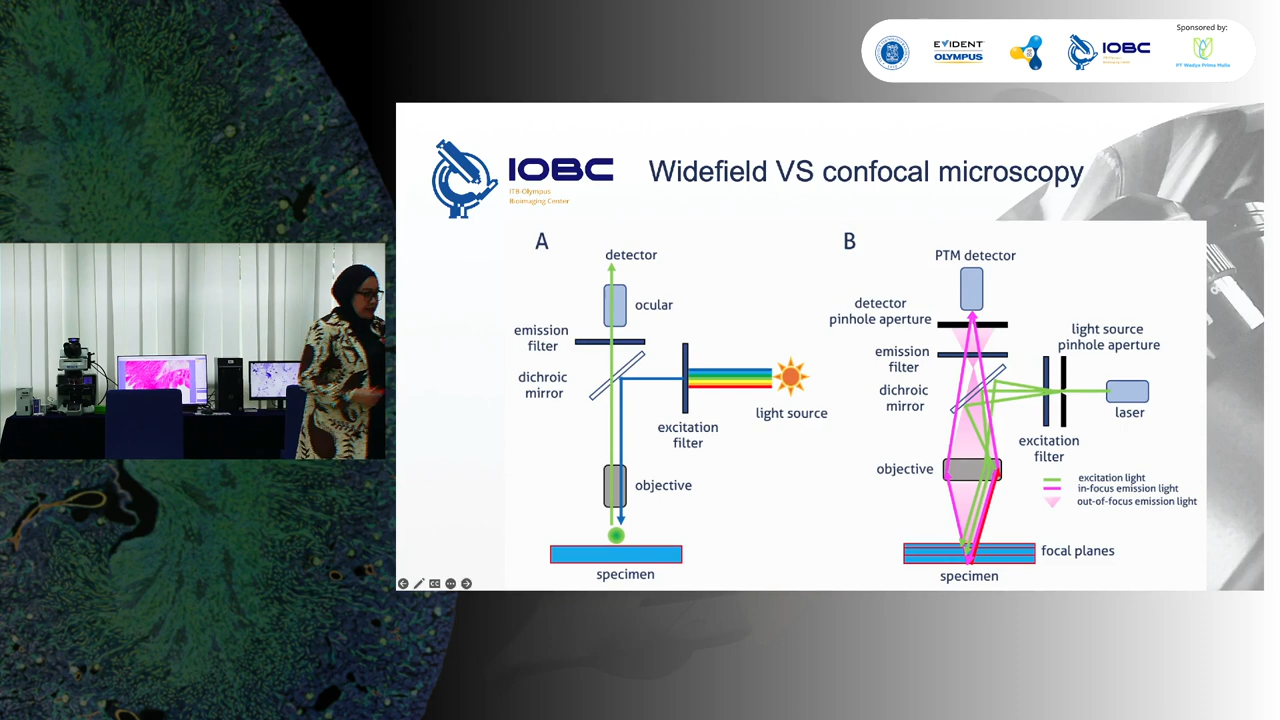 Sponsored by:
EVIDENT
OLYMPUS
IOBC
PT Wadya Prima Mulia
IOBC
ITB-Olympus
Bioimaging Center
Widefield VS confocal microscopy
A
detector
ocular
emission
filter
dichroic
mirror
light source
excitation
filter
objective
specimen
B
PTM detector
detector
pinhole aperture
light source
pinhole aperture
emission
filter
dichroic
mirror
laser
excitation
filter
objective
excitation light
in-focus emission light
out-of-focus emission light
focal planes
specimen
CC